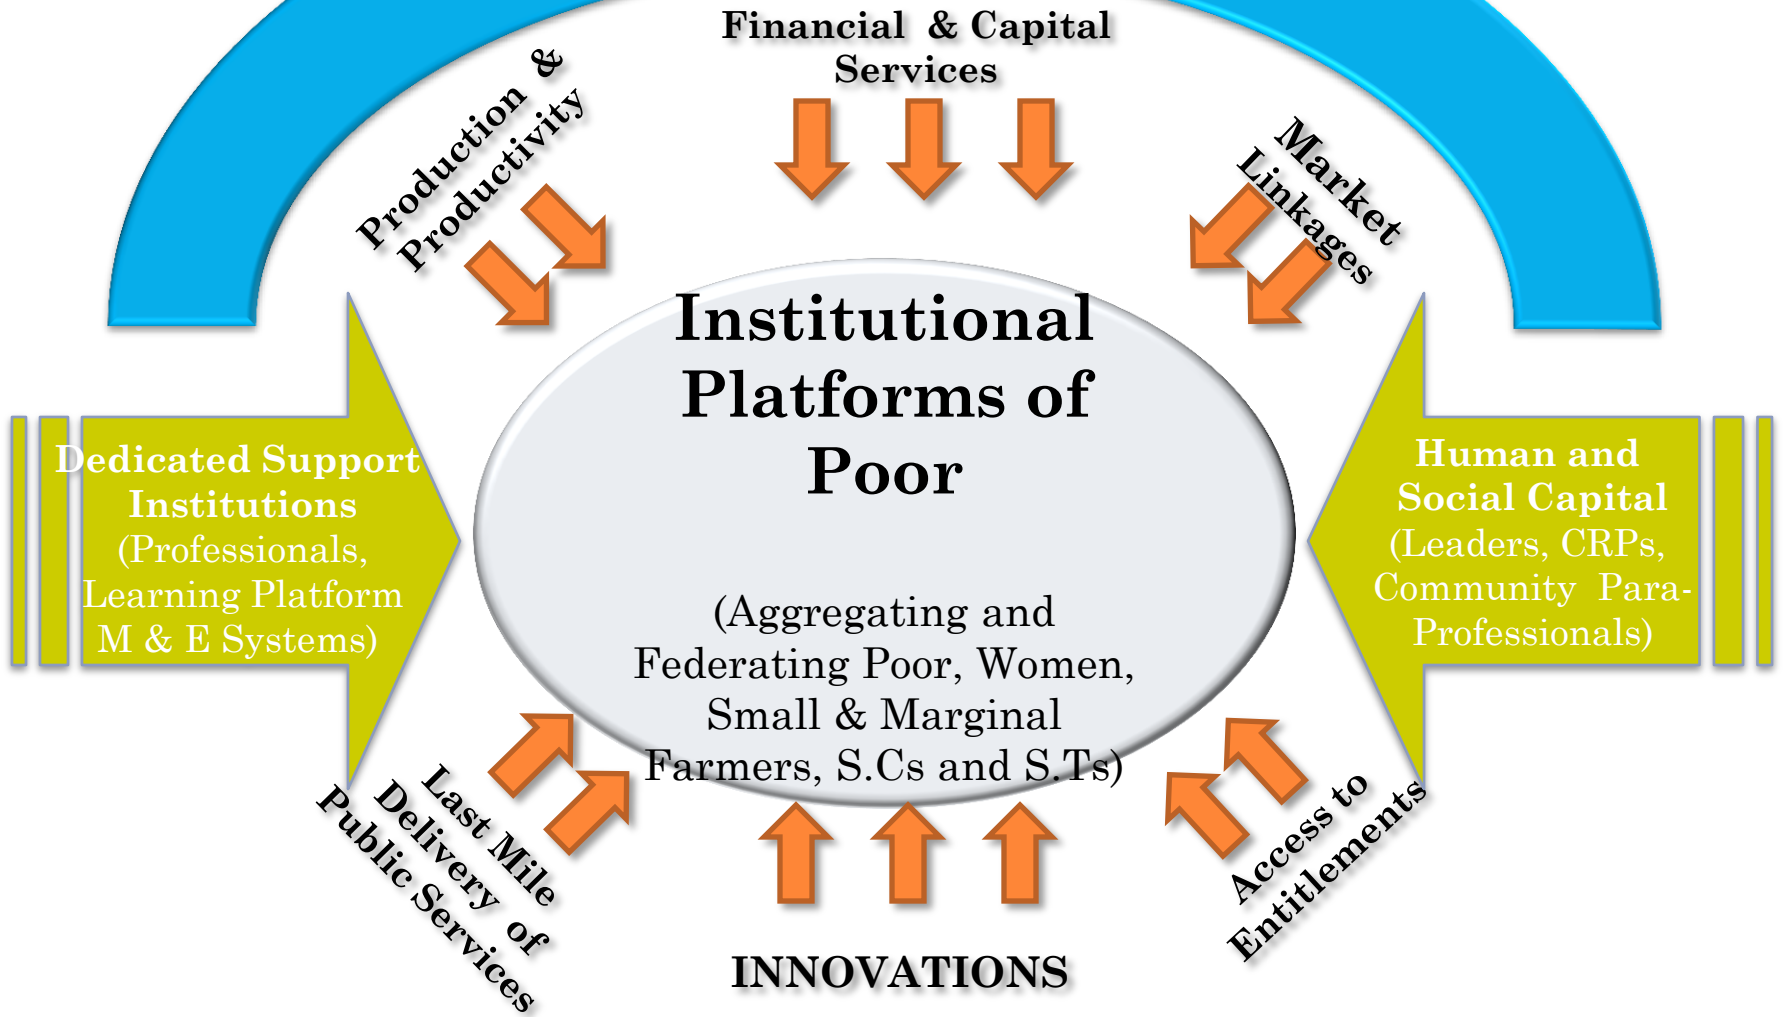 Financial & Capital
Services
Production &
Productivity
Market
Linkages
Institutional
Platforms of
Poor
(Aggregating and
Federating Poor, Women,
Small & Marginal
Farmers, S.Cs and S.Ts)
Dedicated Support
Institutions
(Professionals,
Learning Platform
M & E Systems)
Human and
Social Capital
(Leaders, CRPs,
Community Para-
Professionals)
Last Mile
Delivery of
Public Services
INNOVATIONS
Access to
Entitlements